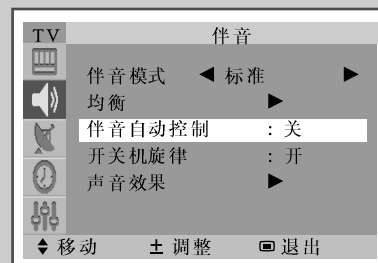 TV 伴音
伴音模式 ◀ 标准 ▶
均衡 ▶
伴音自动控制 : 关
开关机旋律 : 开
声音效果 ▶
移动 ± 调整 退出